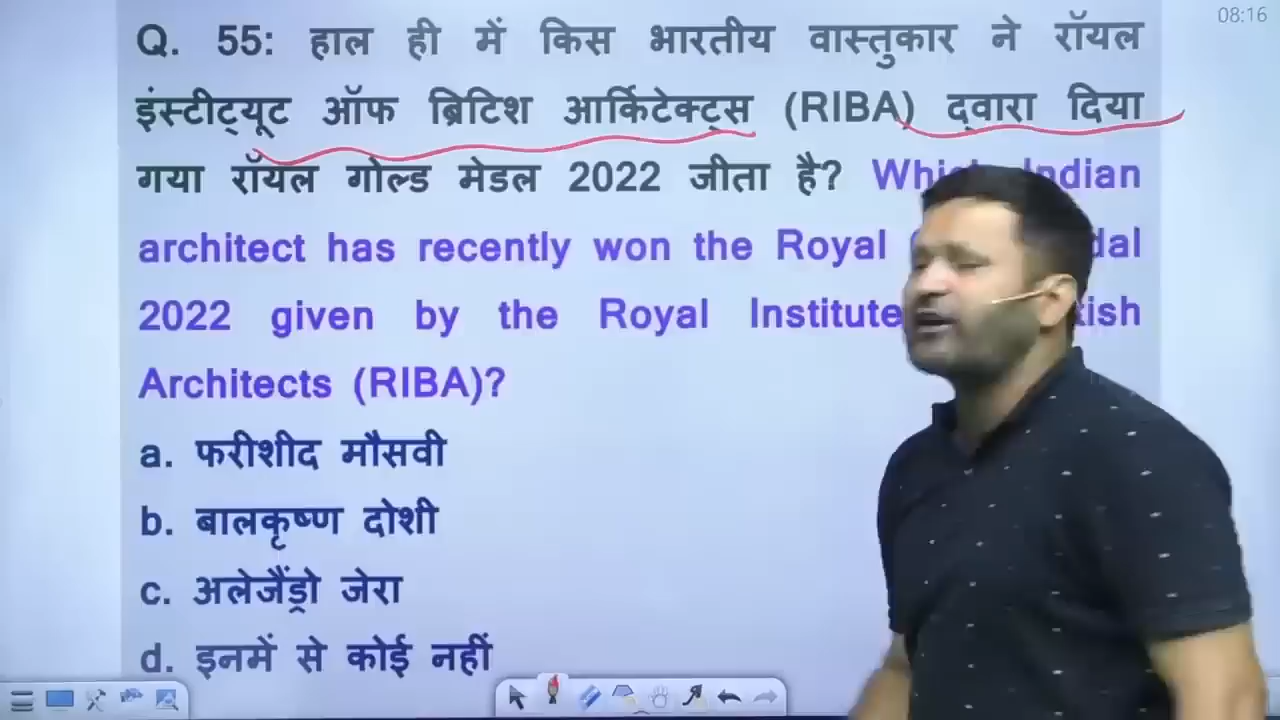 08:16
Q. 55: हाल ही में किस भारतीय वास्तुकार ने रॉयल
इंस्टीट्यूट ऑफ ब्रिटिश आर्किटेक्ट्स (RIBA) द्वारा दिया
गया रॉयल गोल्ड मेडल 2022 जीता है? Indian
architect has recently won the Royal
2022 given by the Royal Institute
Architects (RIBA)?
a. फरीशीद मौसवी
b. बालकृष्ण दोशी
c. अलेजैंड्रो जेरा
d. इनमें से कोई नहीं